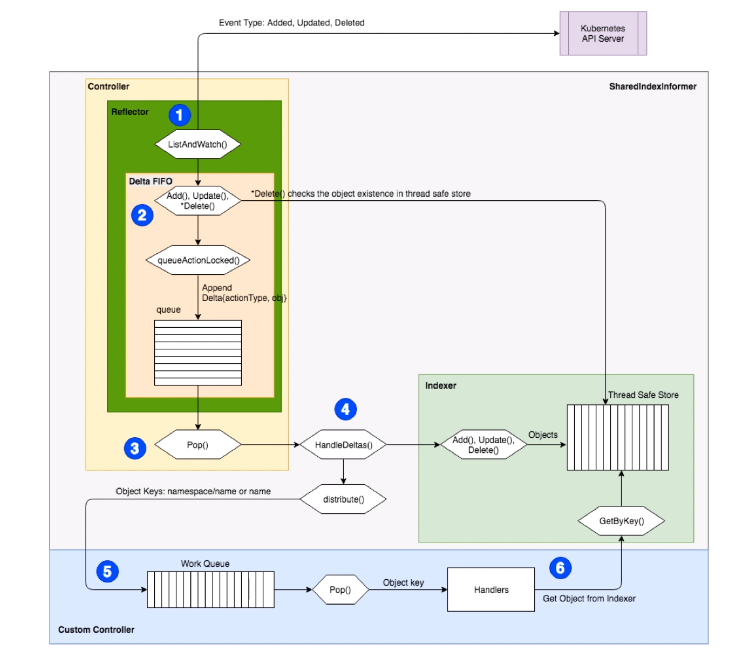 Event Type: Added, Updated, Deleted
Kubernetes
API Server
Controller
SharedIndexInformer
Reflector
1
ListAndWatch()
Delta FIFO
Add(), Update(),
*Delete()
*Delete() checks the object existence in thread safe store
2
queueActionLocked()
Append
Delta{actionType, obj}
queue
Indexer
Thread Safe Store
4
3
Pop()
HandleDeltas()
Add(), Update(),
Delete()
Objects
Object Keys: namespace/name or name
distribute()
GetByKey()
5
Work Queue
6
Pop()
Object key
Handlers
Get Object from Indexer
Custom Controller